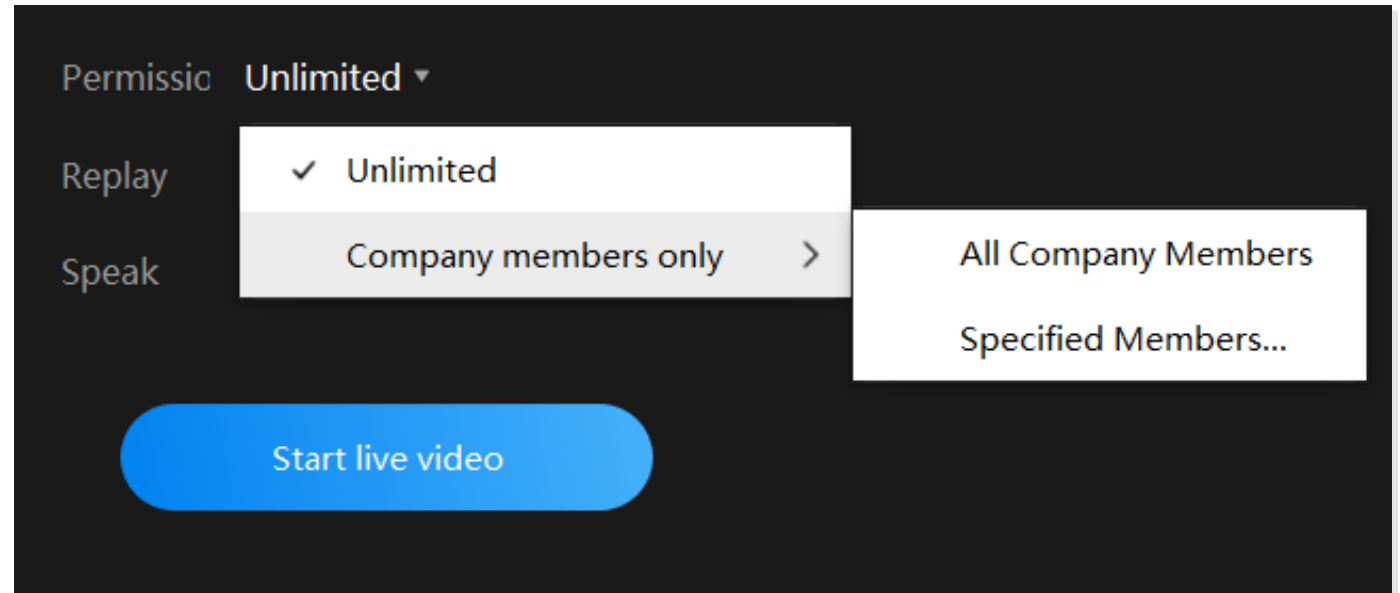 Permissio Unlimited
Unlimited
Replay
Company members only
All Company Members
Speak
Specified Members...
Start live video